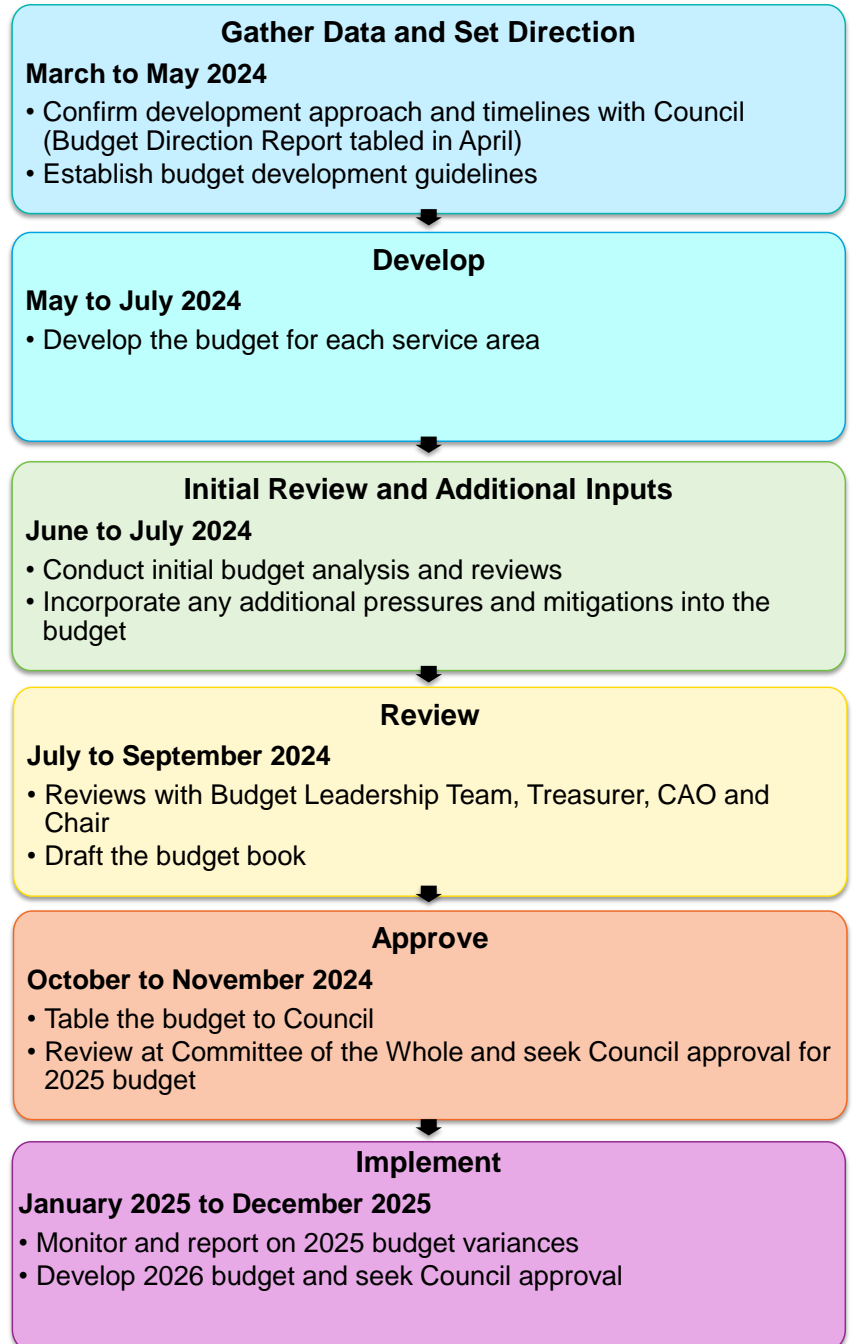 Gather Data and Set Direction
March to May 2024
• Confirm development approach and timelines with Council
(Budget Direction Report tabled in April)
• Establish budget development guidelines
Develop
May to July 2024
• Develop the budget for each service area
Initial Review and Additional Inputs
June to July 2024
• Conduct initial budget analysis and reviews
• Incorporate any additional pressures and mitigations into the
budget
Review
July to September 2024
• Reviews with Budget Leadership Team, Treasurer, CAO and
Chair
• Draft the budget book
Approve
October to November 2024
• Table the budget to Council
• Review at Committee of the Whole and seek Council approval for
2025 budget
Implement
January 2025 to December 2025
• Monitor and report on 2025 budget variances
• Develop 2026 budget and seek Council approval